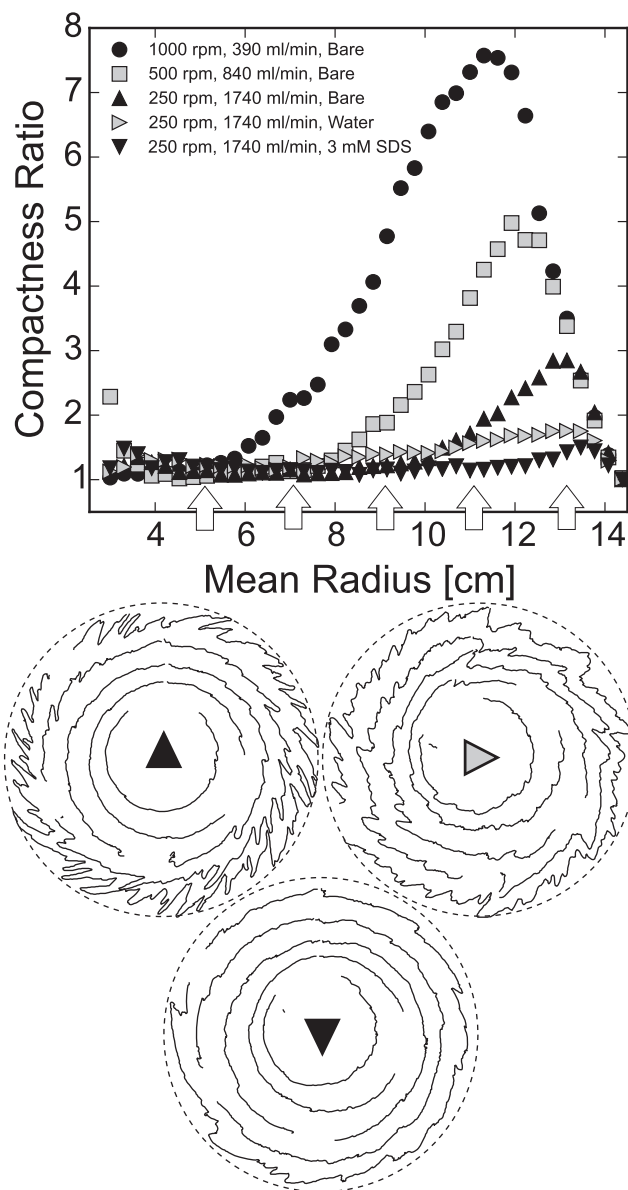 8
1000 rpm, 390 ml/min, Bare
500 rpm, 840 ml/min, Bare
7
250 rpm, 1740 ml/min, Bare
250 rpm, 1740 ml/min, Water
250 rpm, 1740 ml/min, 3 mM SDS
6
5
4
3
2
1
Compactness Ratio
4 6 8 10 12 14
Mean Radius [cm]